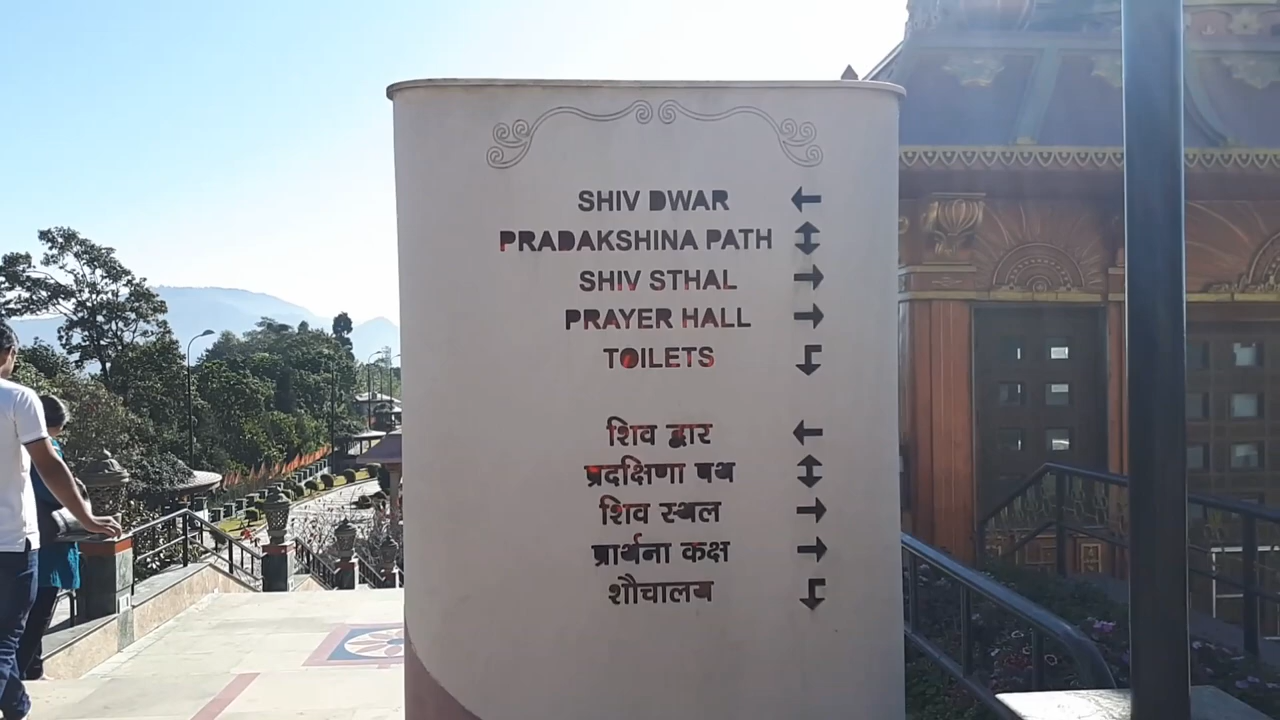 SHIV DWAR
PRADAKSHINA PATH
SHIV STHAL
PRAYER HALL
TOILETS
शिव द्वार
प्रदक्षिणा पथ
शिव स्थल
प्रार्थना कक्ष
शौचालय